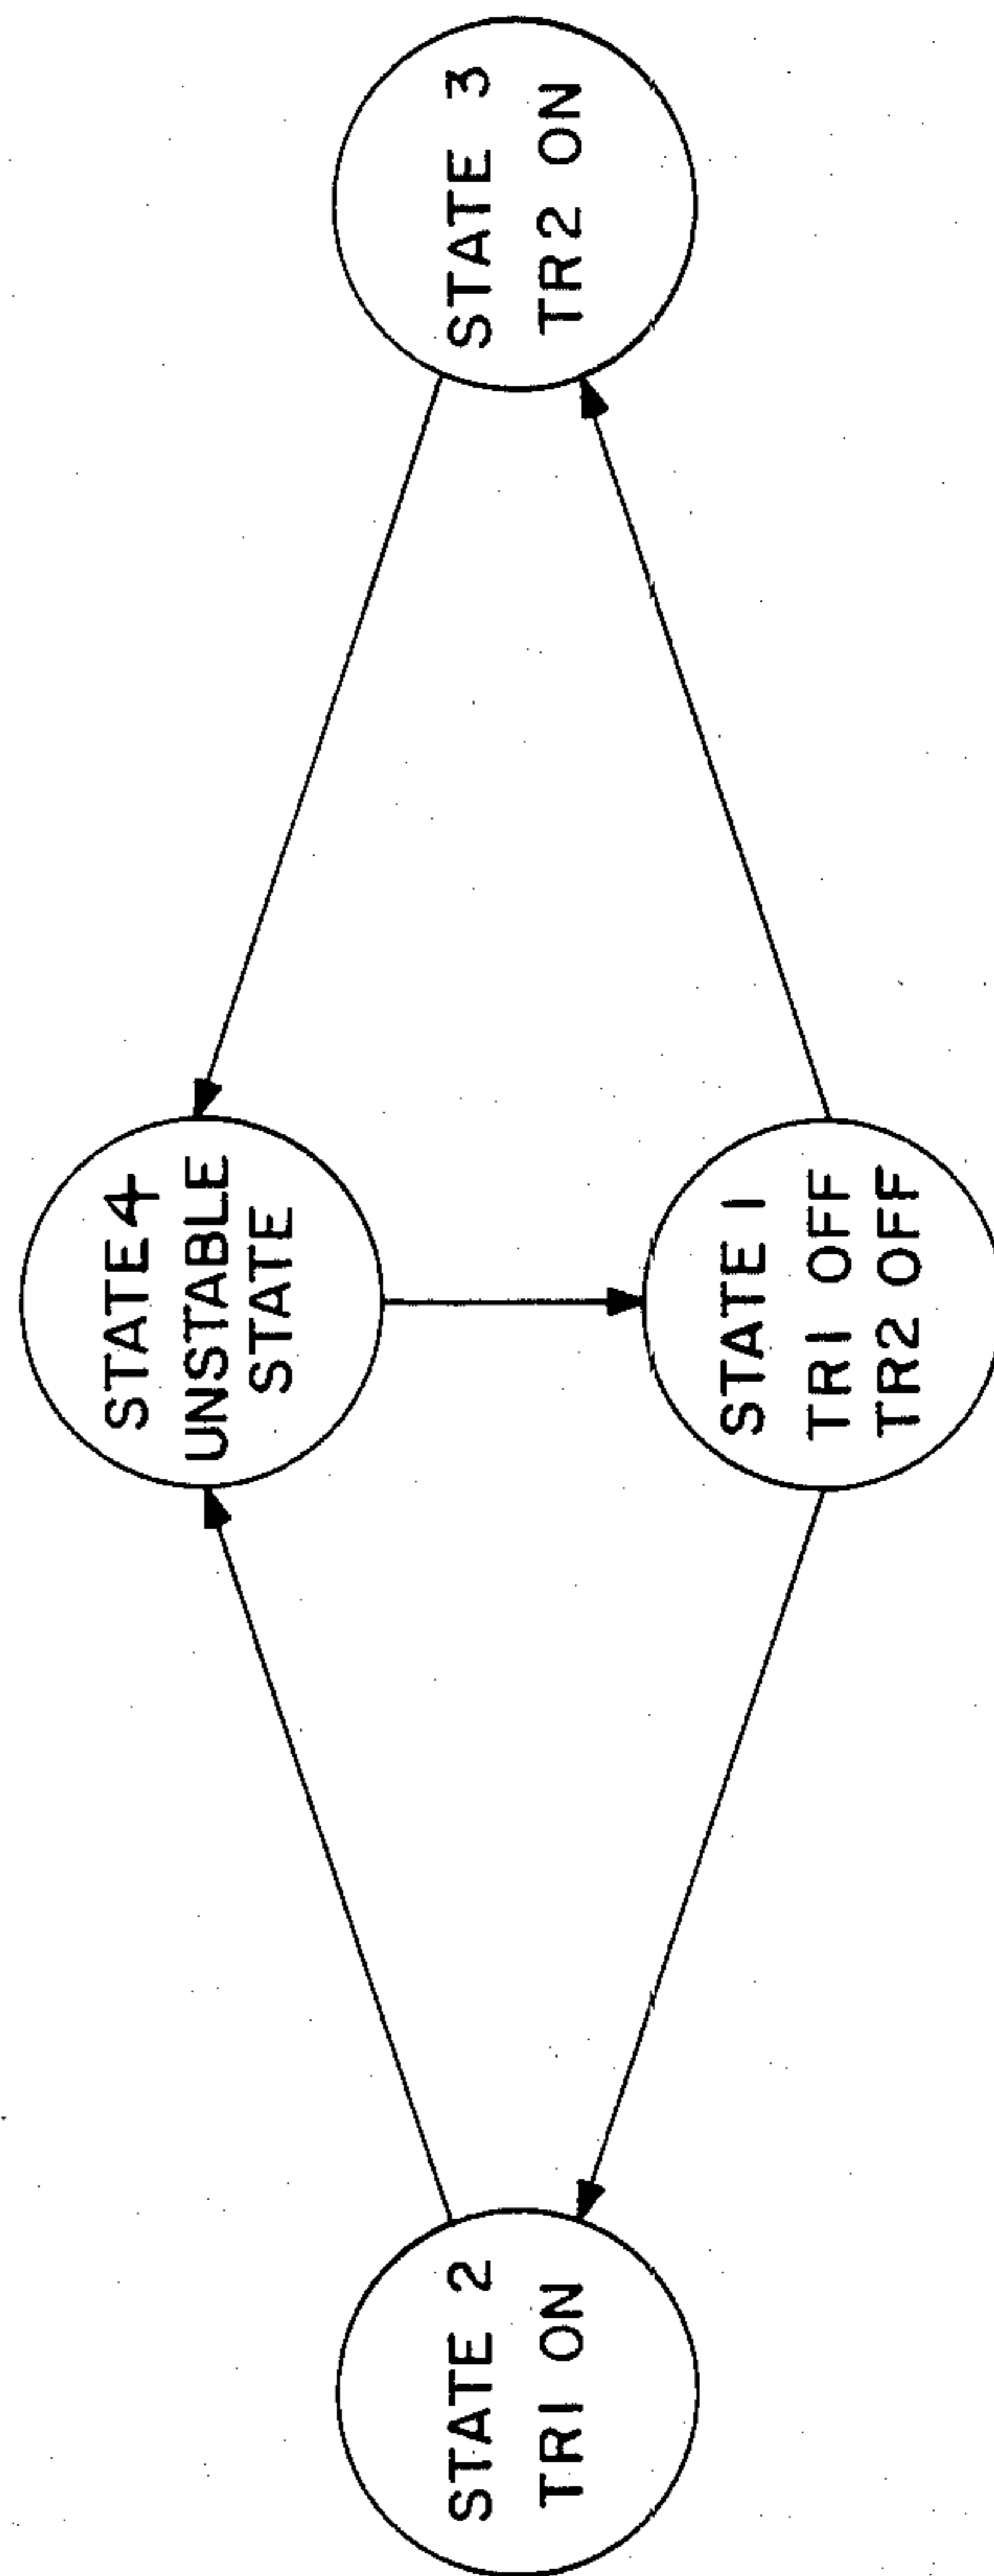 STATE 4
UNSTABLE
STATE
STATE 2
TR1 ON
STATE 3
TR2 ON
STATE 1
TR1 OFF
TR2 OFF